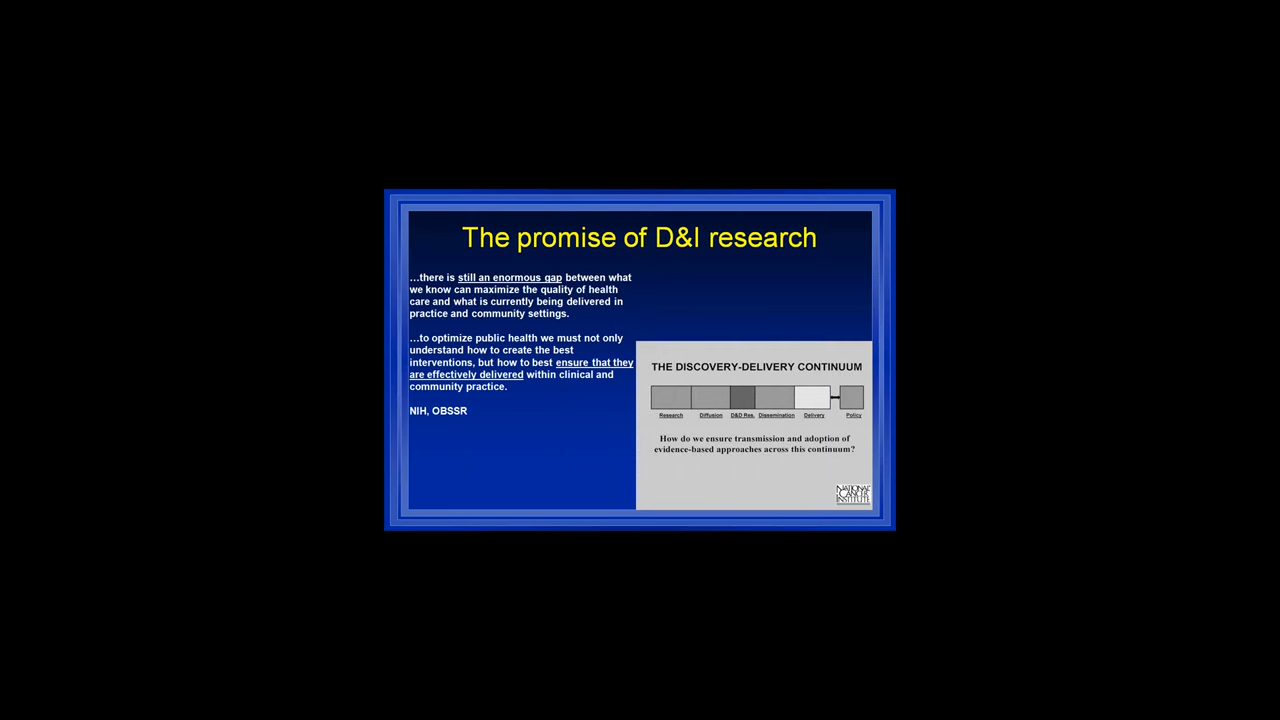 The promise of D&I research
…there is still an enormous gap between what
we know can maximize the quality of health
care and what is currently being delivered in
practice and community settings.
…to optimize public health we must not only
understand how to create the best
interventions, but how to best ensure that they
are effectively delivered within clinical and
community practice.
NIH, OBSSR
THE DISCOVERY-DELIVERY CONTINUUM
Research Diffusion D&D Res. Dissemination Delivery Policy
How do we ensure transmission and adoption of
evidence-based approaches across this continuum?
NATIONAL
CANCER
INSTITUTE